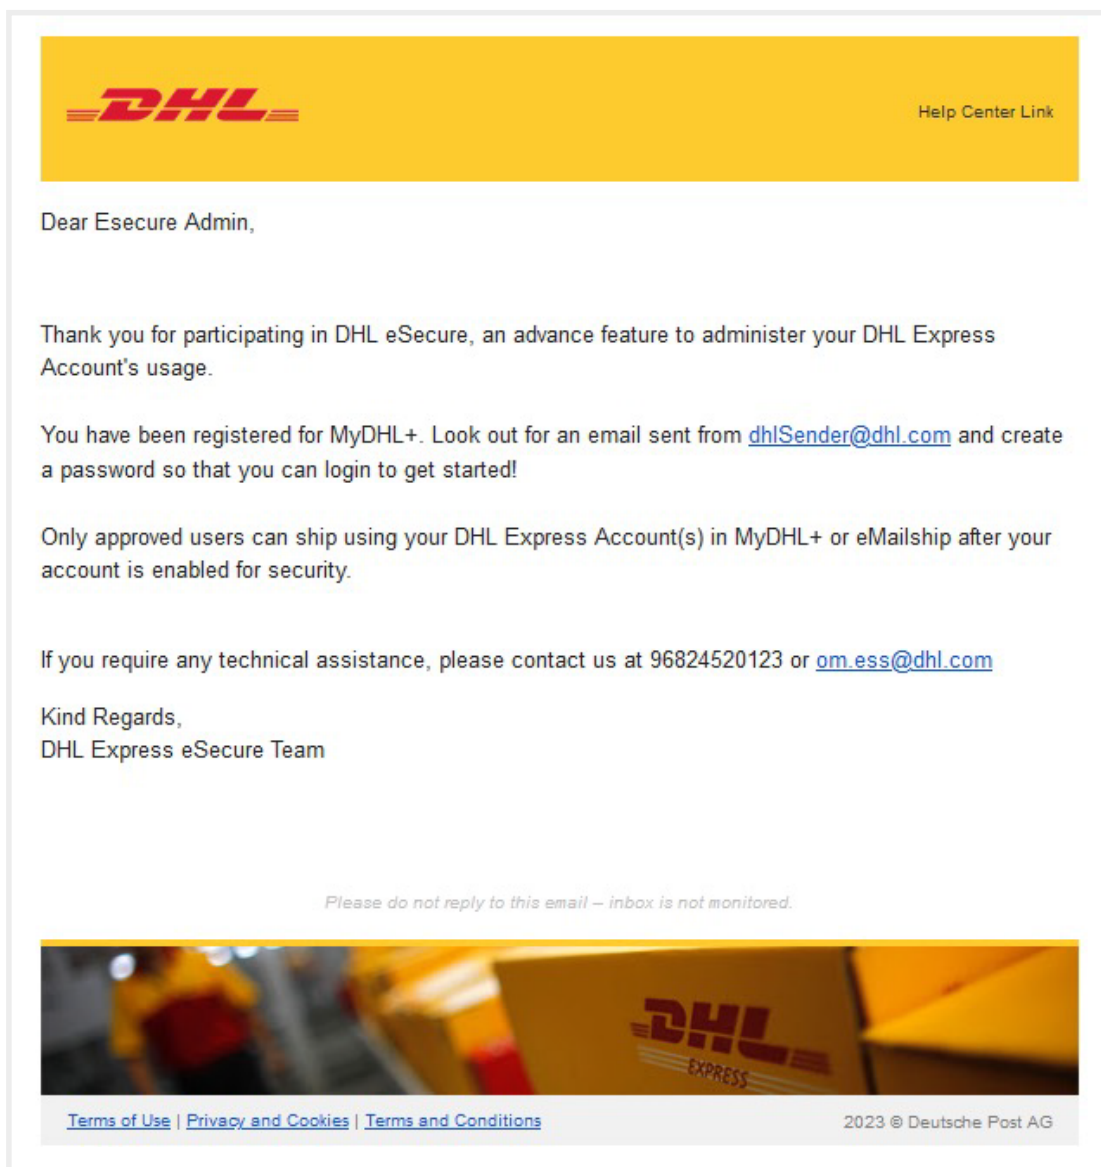 DHL
Help Center Link
Dear Esecure Admin,
Thank you for participating in DHL eSecure, an advance feature to administer your DHL Express
Account's usage.
You have been registered for MyDHL+. Look out for an email sent from dhlSender@dhl.com and create
a password so that you can login to get started!
Only approved users can ship using your DHL Express Account(s) in MyDHL+ or eMailship after your
account is enabled for security.
If you require any technical assistance, please contact us at 96824520123 or om.ess@dhl.com
Kind Regards,
DHL Express eSecure Team
Please do not reply to this email – inbox is not monitored.
DHL
EXPRESS
Terms of Use | Privacy and Cookies | Terms and Conditions
2023 © Deutsche Post AG